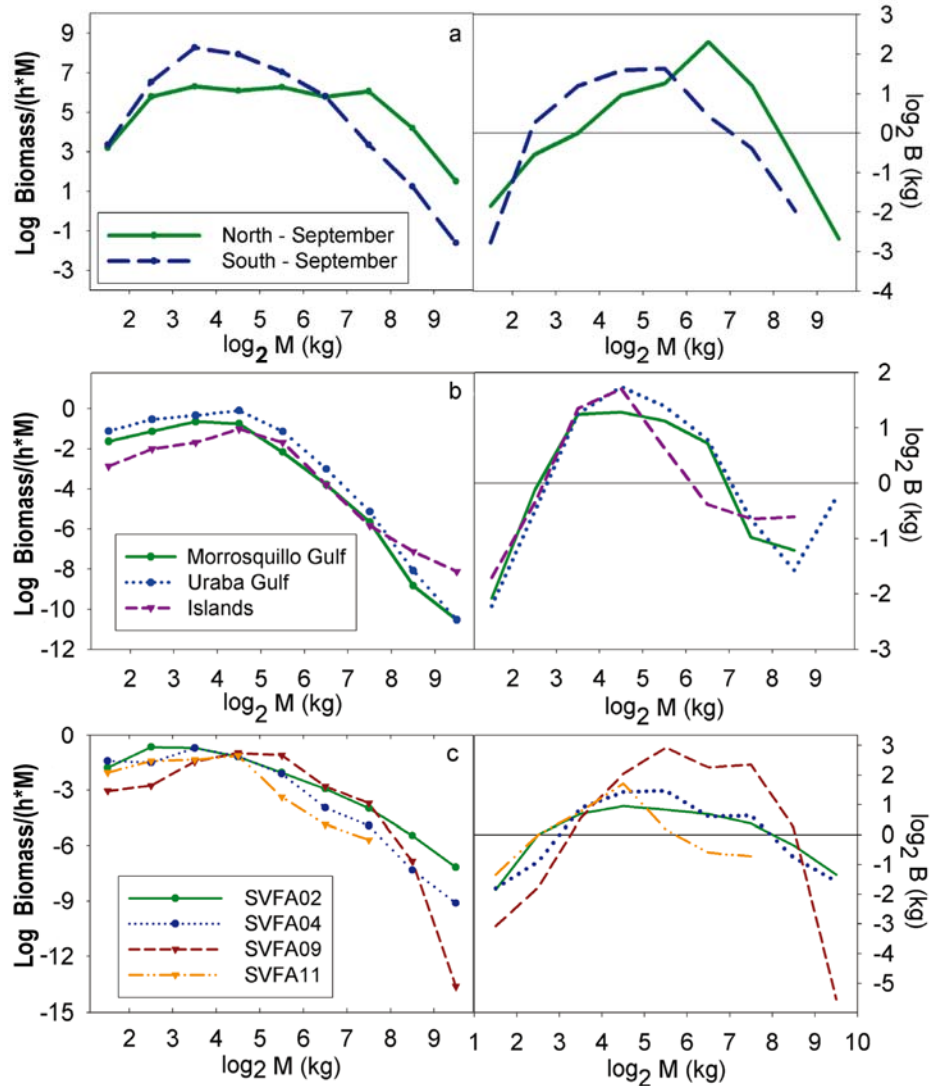 a
9
7
5
3
1
-1
-3
Log Biomass/(h*M)
North - September
South - September
2 3 4 5 6 7 8 9
log2 M (kg)
3
2
1
0
-1
-2
-3
-4
log2 B (kg)
2 3 4 5 6 7 8 9
log2 M (kg)
b
0
-2
-4
-6
-8
-10
-12
Log Biomass/(h*M)
Morrosquillo Gulf
Uraba Gulf
Islands
2 3 4 5 6 7 8 9
log2 M (kg)
2
1
0
-1
-2
-3
log2 B (kg)
2 3 4 5 6 7 8 9
log2 M (kg)
c
0
-3
-6
-9
-12
-15
Log Biomass/(h*M)
SVFA02
SVFA04
SVFA09
SVFA11
2 3 4 5 6 7 8 9
log2 M (kg)
3
2
1
0
-1
-2
-3
-4
-5
log2 B (kg)
1 2 3 4 5 6 7 8 9 10
log2 M (kg)